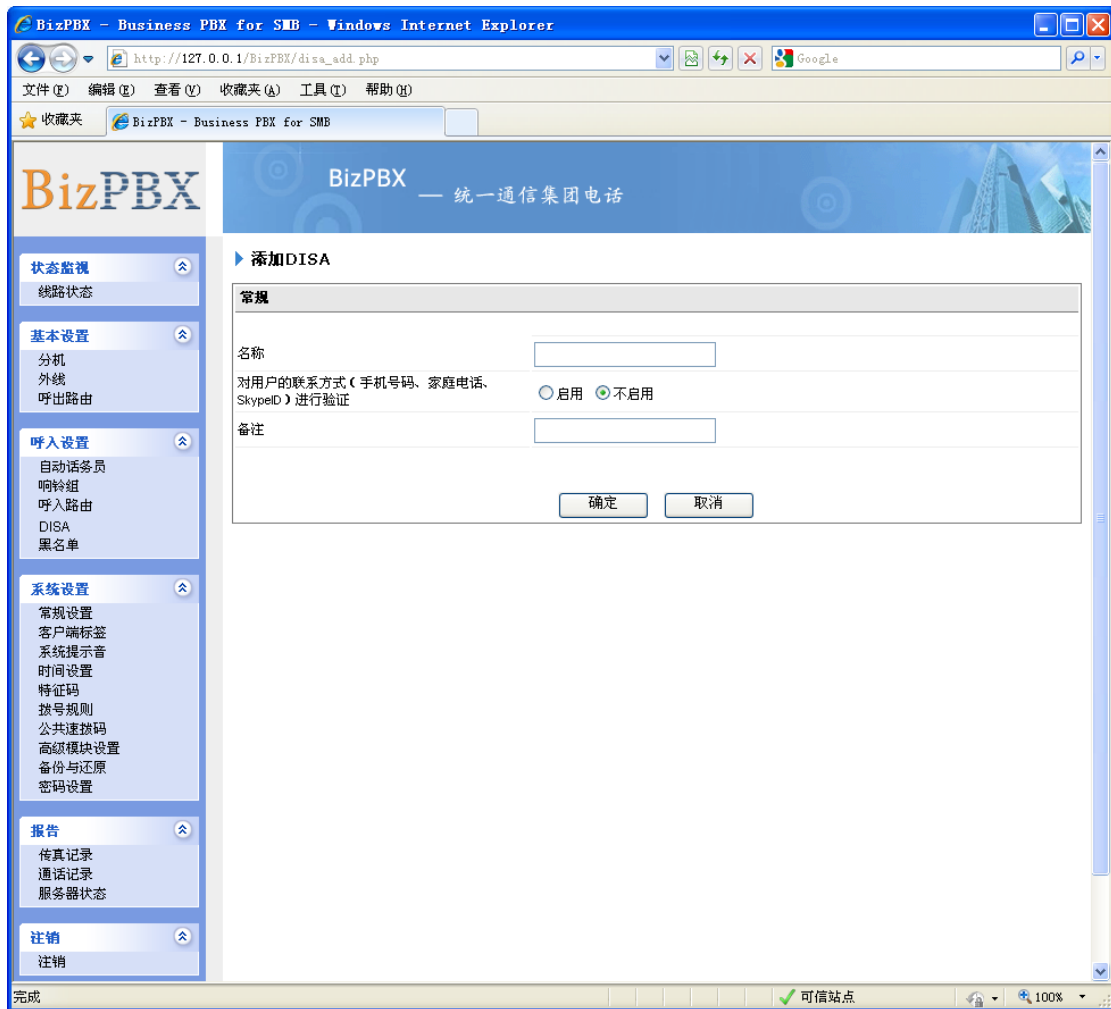 BizPBX - Business PBX for SMB - Windows Internet Explorer
http://127.0.0.1/BizPBX/disa_add.php
Google
文件(F) 编辑(E) 查看(V) 收藏夹(A) 工具(T) 帮助(H)
收藏夹
BizPBX - Business PBX for SMB
BizPBX
BizPBX — 统一通信集团电话
状态监视
线路状态
基本设置
分机
外线
呼出路由
呼入设置
自动话务员
响铃组
呼入路由
DISA
黑名单
系统设置
常规设置
客户端标签
系统提示音
时间设置
特征码
拨号规则
公共速拨码
高级模块设置
备份与还原
密码设置
报告
传真记录
通话记录
服务器状态
注销
注销
添加DISA
常规
名称
对用户的联系方式(手机号码、家庭电话、
SkypeID)进行验证
启用 不启用
备注
确定 取消
完成
可信站点
100%